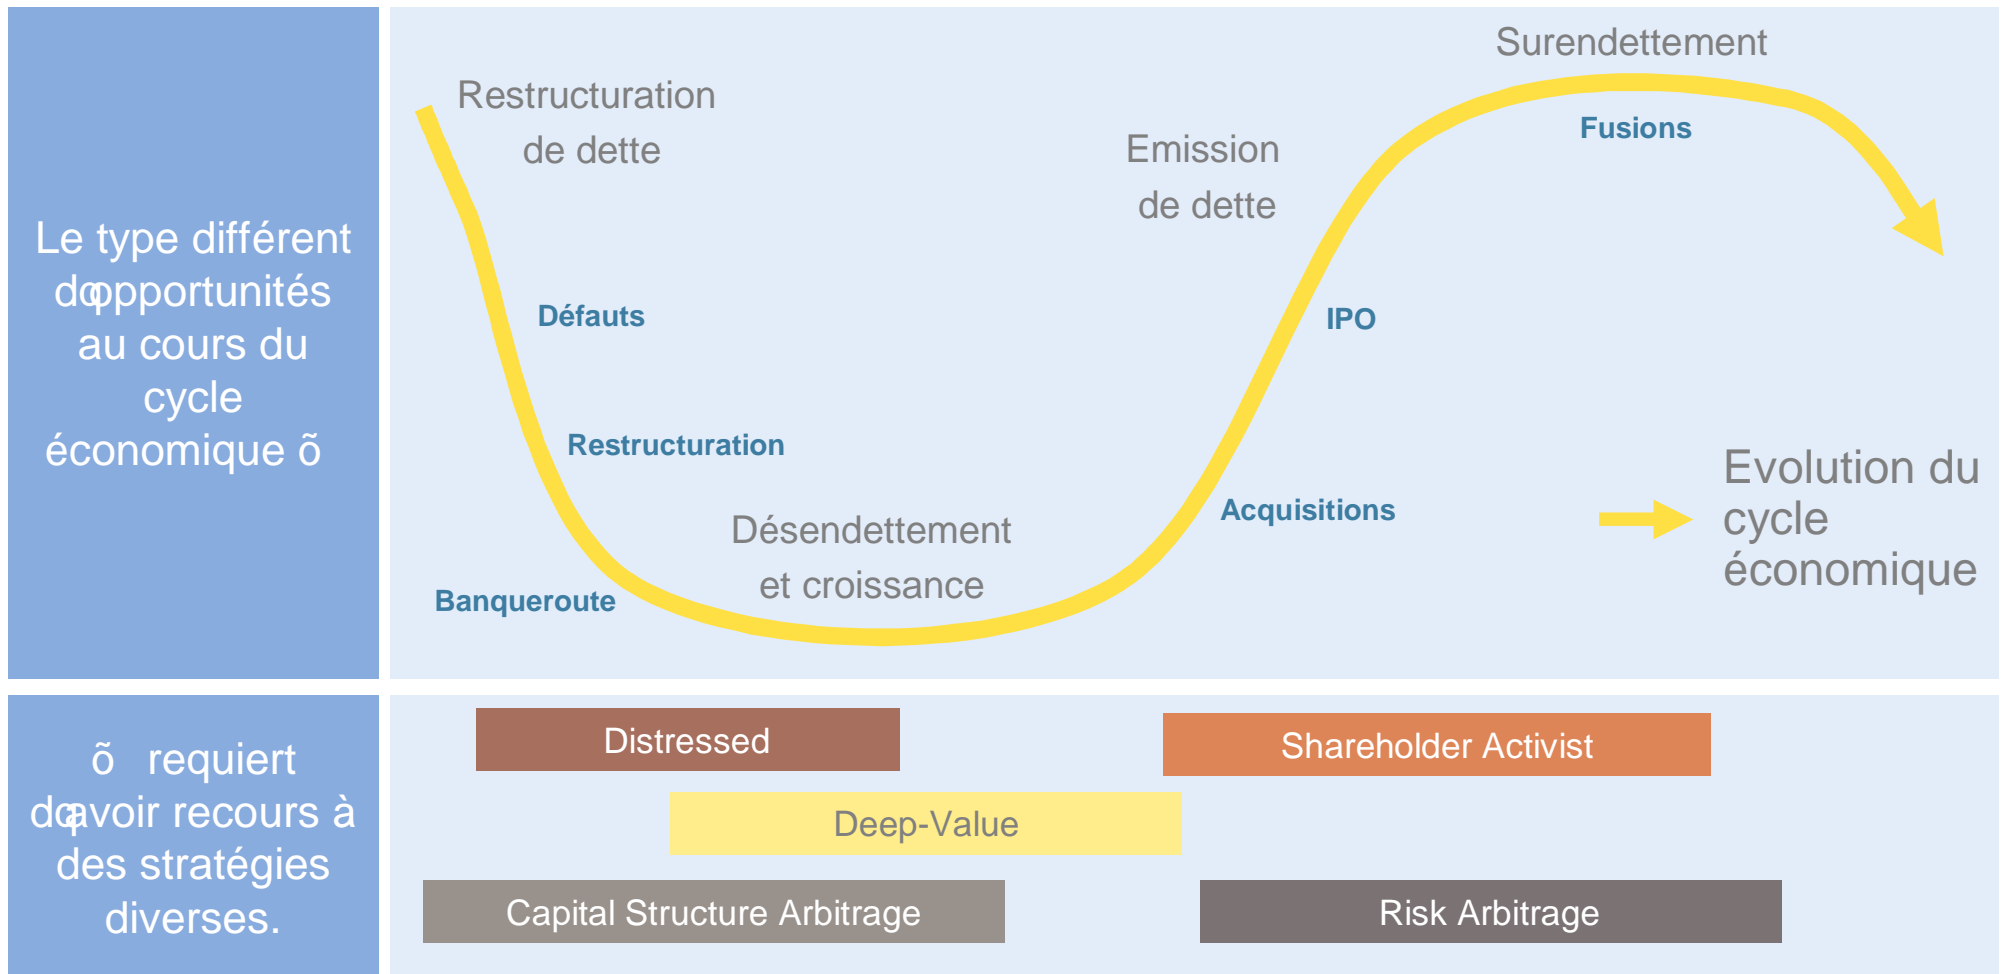 Le type différent
dopportunités
au cours du
cycle
économique õ
Restructuration
de dette
Défauts
Restructuration
Banqueroute
Désendettement
et croissance
Emission
de dette
Surendettement
Fusions
IPO
Acquisitions
Evolution du
cycle
économique
õ requiert
davoir recours à
des stratégies
diverses.
Distressed
Shareholder Activist
Deep-Value
Capital Structure Arbitrage
Risk Arbitrage